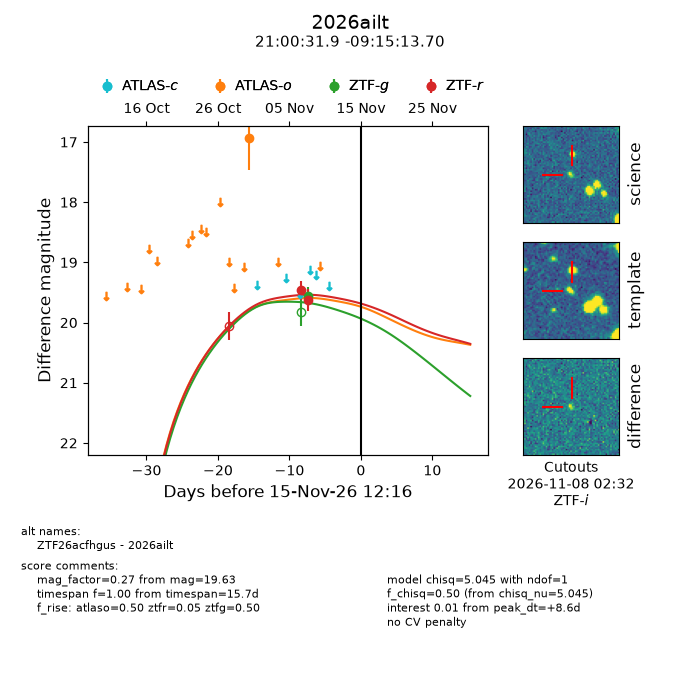 2026ailt
21:00:31.9 -09:15:13.70
ATLAS-c ATLAS-o ZTF-g ZTF-r
16 Oct 26 Oct 05 Nov 15 Nov 25 Nov
17
18
19
20
21
22
Difference magnitude
−30 −20 −10 0 10
Days before 15-Nov-26 12:16
science
template
difference
Cutouts
2026-11-08 02:32
ZTF-i
alt names:
ZTF26acfhgus - 2026ailt
score comments:
mag_factor=0.27 from mag=19.63
timespan f=1.00 from timespan=15.7d
f_rise: atlaso=0.50 ztfr=0.05 ztfg=0.50
model chisq=5.045 with ndof=1
f_chisq=0.50 (from chisq_nu=5.045)
interest 0.01 from peak_dt=+8.6d
no CV penalty